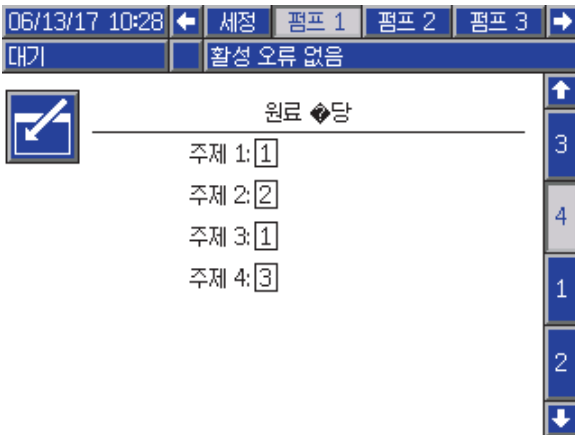 06/13/17 10:28 세정 펌프 1 펌프 2 펌프 3
대기 활성 오류 없음
원료 �당
주제 1: 1
주제 2: 2
주제 3: 1
주제 4: 3
3
4
1
2